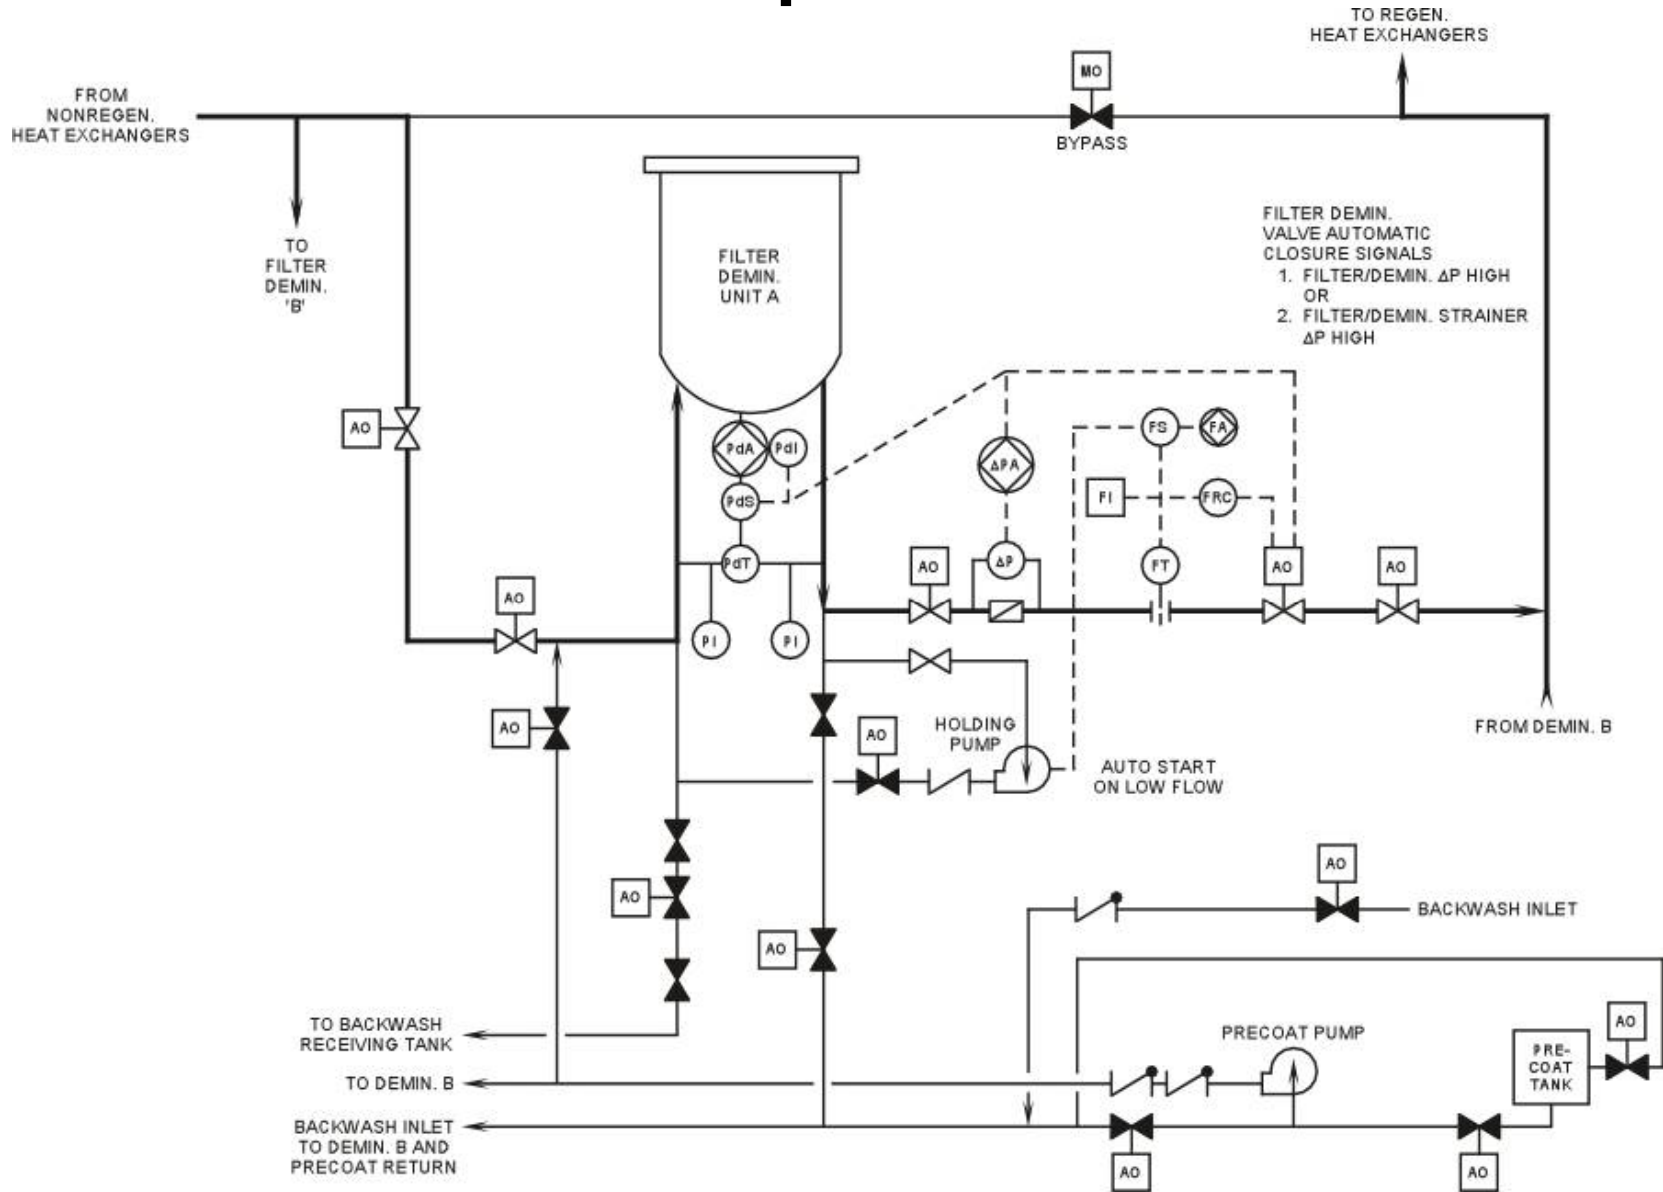 TO REGEN.
HEAT EXCHANGERS
MO
FROM
NONREGEN.
HEAT EXCHANGERS
BYPASS
FILTER DEMIN.
VALVE AUTOMATIC
CLOSURE SIGNALS
1. FILTER/DEMIN. ΔP HIGH
OR
2. FILTER/DEMIN. STRAINER
ΔP HIGH
TO
FILTER
DEMIN.
'B'
FILTER
DEMIN.
UNIT A
AO
PdA
PdI
FS
FA
ΔPA
PdS
FI
FRC
PdT
AO
ΔP
FT
AO
AO
AO
PI
PI
AO
AO
HOLDING
PUMP
FROM DEMIN. B
AUTO START
ON LOW FLOW
AO
AO
BACKWASH INLET
AO
TO BACKWASH
RECEIVING TANK
PRECOAT PUMP
AO
PRE-
COAT
TANK
TO DEMIN. B
BACKWASH INLET
TO DEMIN. B AND
PRECOAT RETURN
AO
AO